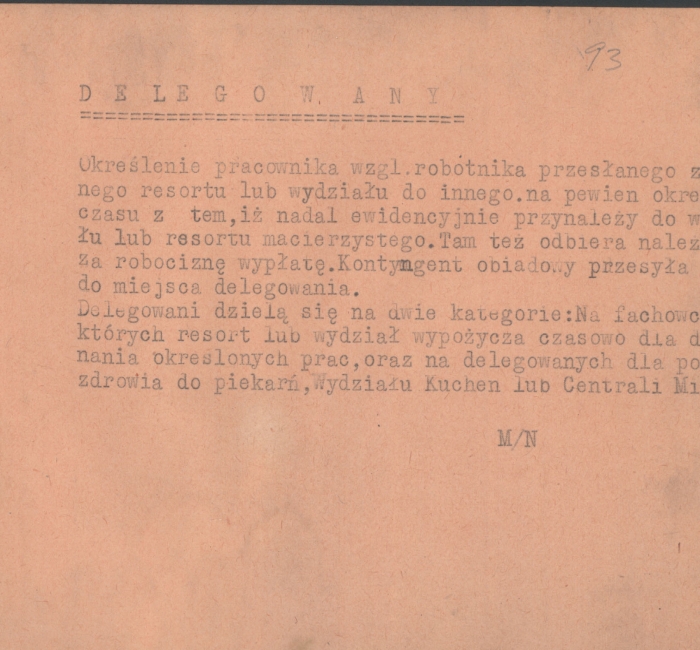 93
D E L E G O W A N Y
==============================
Określenie pracownika wzgl.robotnika przesłanego z
nego resortu lub wydziału do innego.na pewien okre
czasu z tem,iż nadal ewidencyjnie przynależy do w
łu lub resortu macierzystego.Tam też odbiera należ
za robociznę wypłatę.Kontyngent obiadowy przesyła
do miejsca delegowania.
Delegowani dzielą się na dwie kategorie:Na fachowc
których resort lub wydział wypożycza czasowo dla d
nania określonych prac,oraz na delegowanych dla po
zdrowia do piekarń,Wydziału Kuchen lub Centrali Mi
M/N